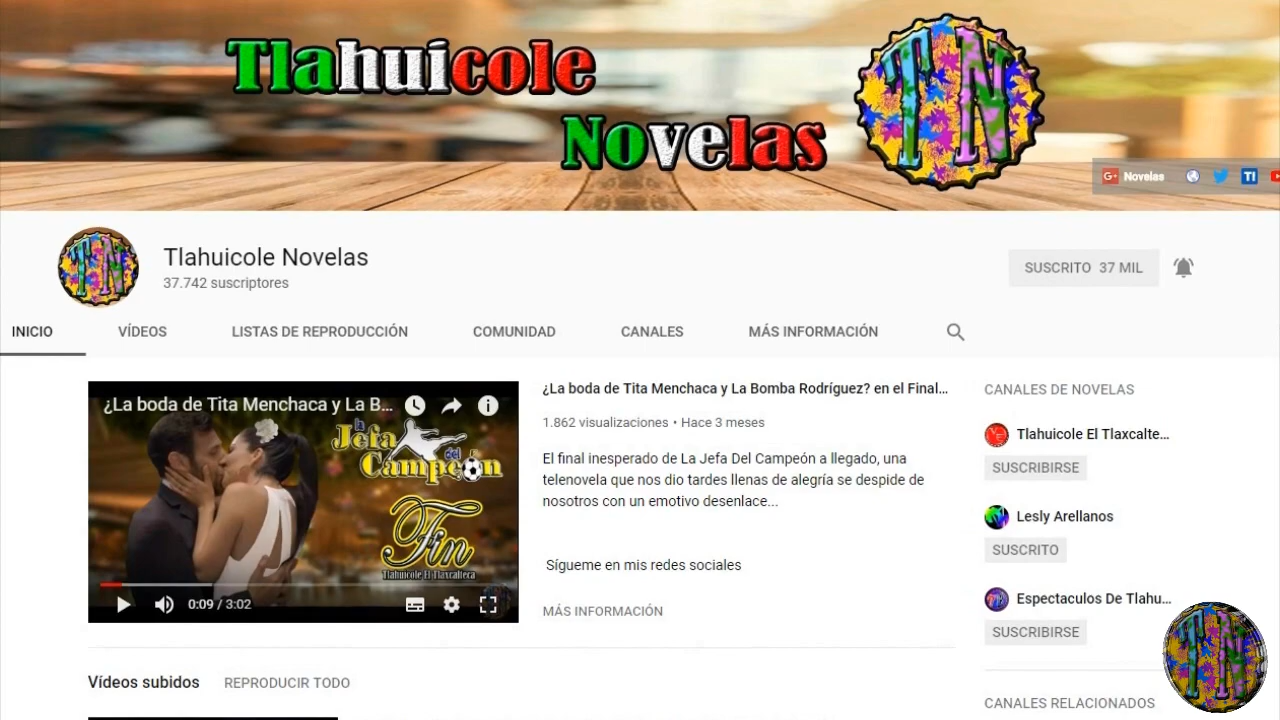 Tlahuicole
Novelas
TN
Novelas
Tlahuicole Novelas
37.742 suscriptores
SUSCRITO 37 MIL
INICIO VÍDEOS LISTAS DE REPRODUCCIÓN COMUNIDAD CANALES MÁS INFORMACIÓN
¿La boda de Tita Menchaca y La B...
la Jefa
del
Campeón
Fin
Tlahuicole El Tlaxcalteca
0:09 / 3:02
¿La boda de Tita Menchaca y La Bomba Rodríguez? en el Final...
1.862 visualizaciones • Hace 3 meses
El final inesperado de La Jefa Del Campeón a llegado, una
telenovela que nos dio tardes llenas de alegría se despide de
nosotros con un emotivo desenlace...
Sígueme en mis redes sociales
MÁS INFORMACIÓN
CANALES DE NOVELAS
Tlahuicole El Tlaxcalte...
SUSCRIBIRSE
Lesly Arellanos
SUSCRITO
Espectaculos De Tlahu...
SUSCRIBIRSE
TN
CANALES RELACIONADOS
Vídeos subidos REPRODUCIR TODO